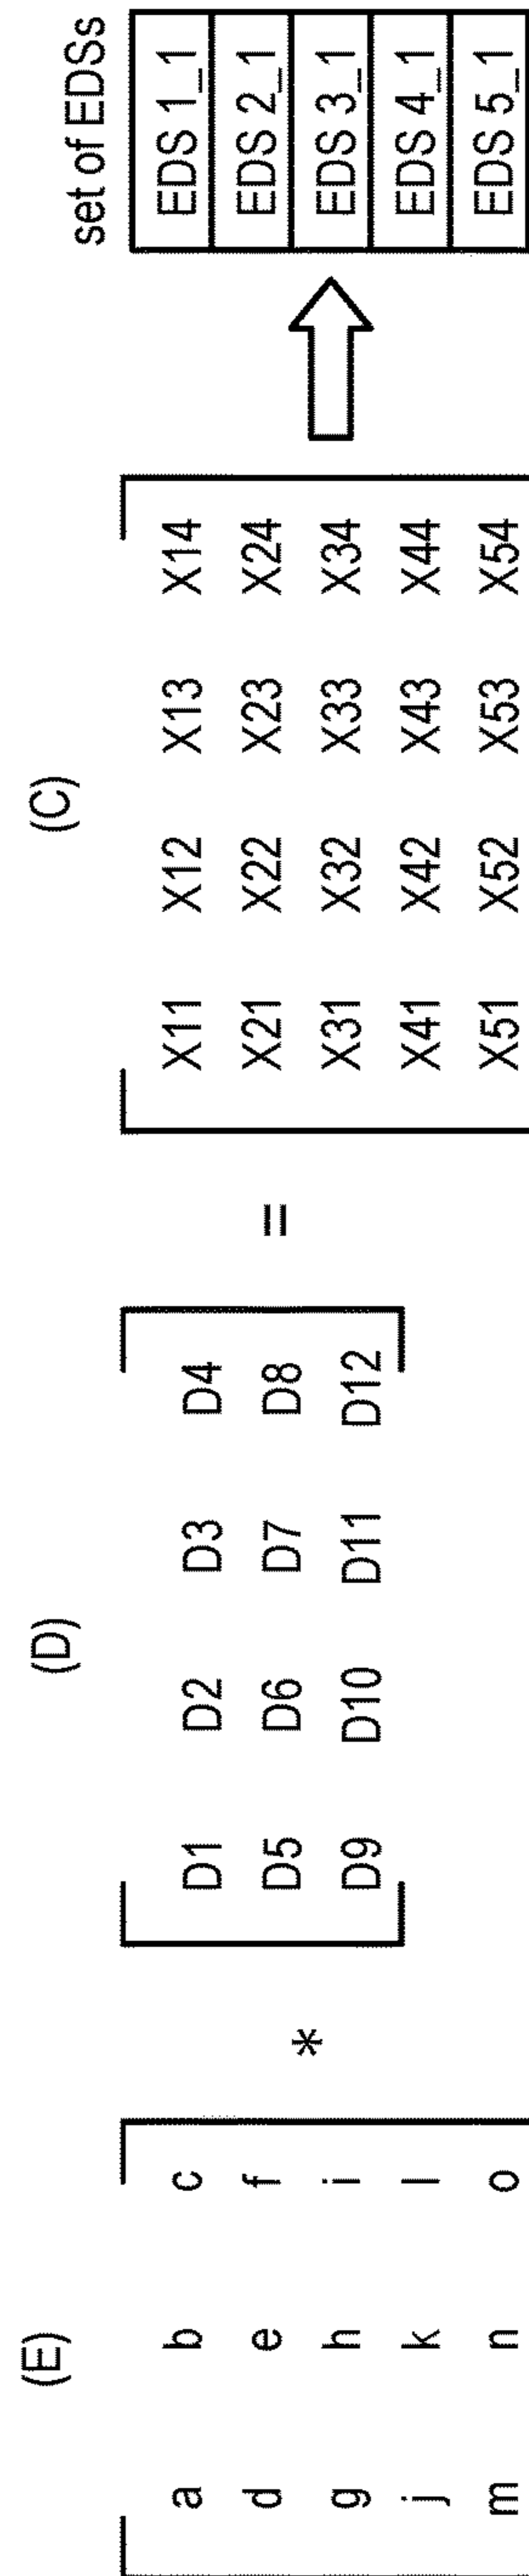 (E) (D) (C) set of EDSs
a b c D1 D2 D3 D4 X11 X12 X13 X14 EDS 1_1
d e f D5 D6 D7 D8 X21 X22 X23 X24 EDS 2_1
g h i * D9 D10 D11 D12 = X31 X32 X33 X34 EDS 3_1
j k l X41 X42 X43 X44 EDS 4_1
m n o X51 X52 X53 X54 EDS 5_1